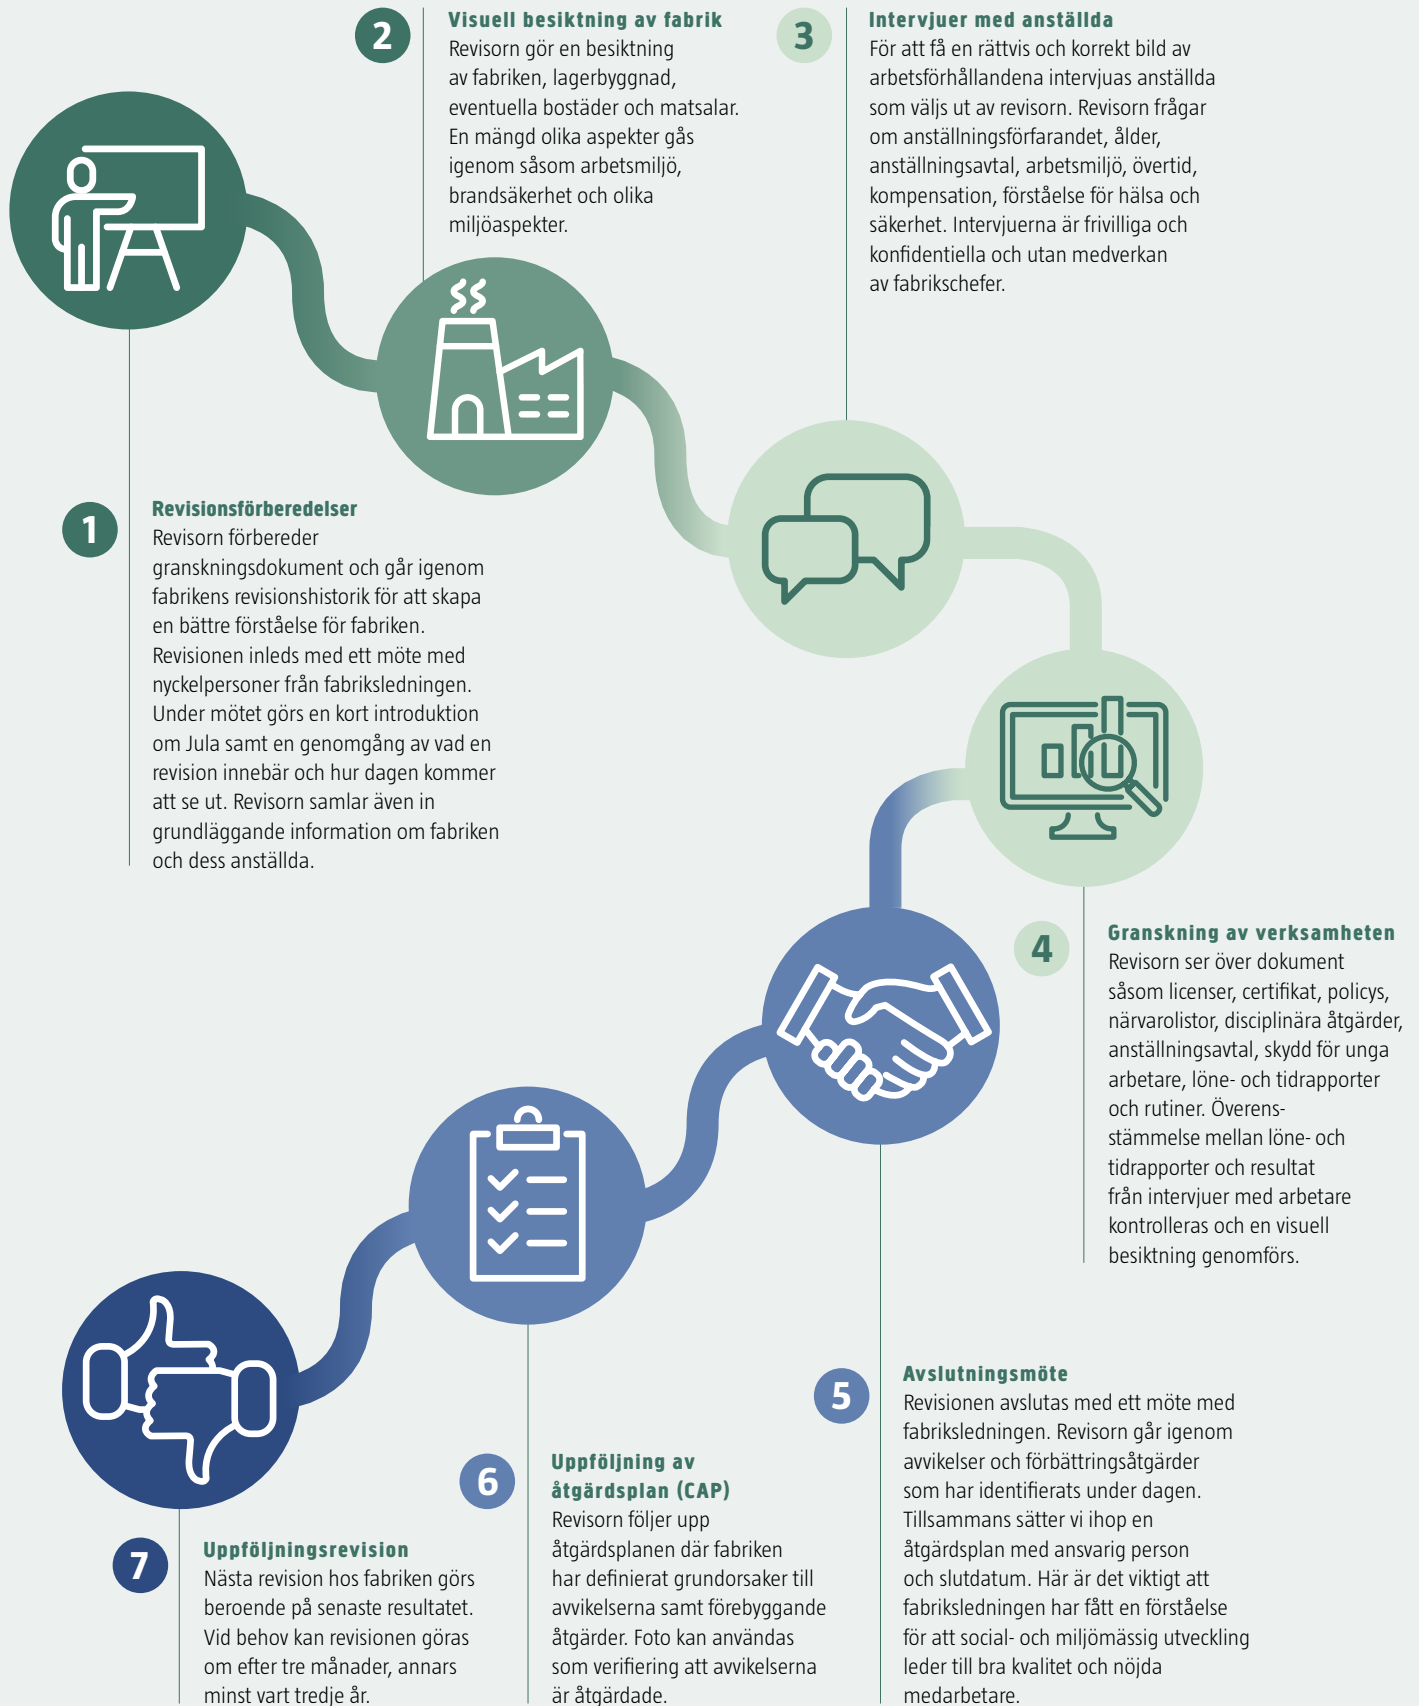 1
Revisionsförberedelser
Revisorn förbereder
granskningsdokument och går igenom
fabrikens revisionshistorik för att skapa
en bättre förståelse för fabriken.
Revisionen inleds med ett möte med
nyckelpersoner från fabriksledningen.
Under mötet görs en kort introduktion
om Jula samt en genomgång av vad en
revision innebär och hur dagen kommer
att se ut. Revisorn samlar även in
grundläggande information om fabriken
och dess anställda.
2
Visuell besiktning av fabrik
Revisorn gör en besiktning
av fabriken, lagerbyggnad,
eventuella bostäder och matsalar.
En mängd olika aspekter gås
igenom såsom arbetsmiljö,
brandsäkerhet och olika
miljöaspekter.
3
Intervjuer med anställda
För att få en rättvis och korrekt bild av
arbetsförhållandena intervjuas anställda
som väljs ut av revisorn. Revisorn frågar
om anställningsförfarandet, ålder,
anställningsavtal, arbetsmiljö, övertid,
kompensation, förståelse för hälsa och
säkerhet. Intervjuerna är frivilliga och
konfidentiella och utan medverkan
av fabrikschefer.
4
Granskning av verksamheten
Revisorn ser över dokument
såsom licenser, certifikat, policys,
närvarolistor, disciplinära åtgärder,
anställningsavtal, skydd för unga
arbetare, löne- och tidrapporter
och rutiner. Överens-
stämmelse mellan löne- och
tidrapporter och resultat
från intervjuer med arbetare
kontrolleras och en visuell
besiktning genomförs.
5
Avslutningsmöte
Revisionen avslutas med ett möte med
fabriksledningen. Revisorn går igenom
avvikelser och förbättringsåtgärder
som har identifierats under dagen.
Tillsammans sätter vi ihop en
åtgärdsplan med ansvarig person
och slutdatum. Här är det viktigt att
fabriksledningen har fått en förståelse
för att social- och miljömässig utveckling
leder till bra kvalitet och nöjda
medarbetare.
6
Uppföljning av
åtgärdsplan (CAP)
Revisorn följer upp
åtgärdsplanen där fabriken
har definierat grundorsaker till
avvikelserna samt förebyggande
åtgärder. Foto kan användas
som verifiering att avvikelserna
är åtgärdade.
7
Uppföljningsrevision
Nästa revision hos fabriken görs
beroende på senaste resultatet.
Vid behov kan revisionen göras
om efter tre månader, annars
minst vart tredje år.